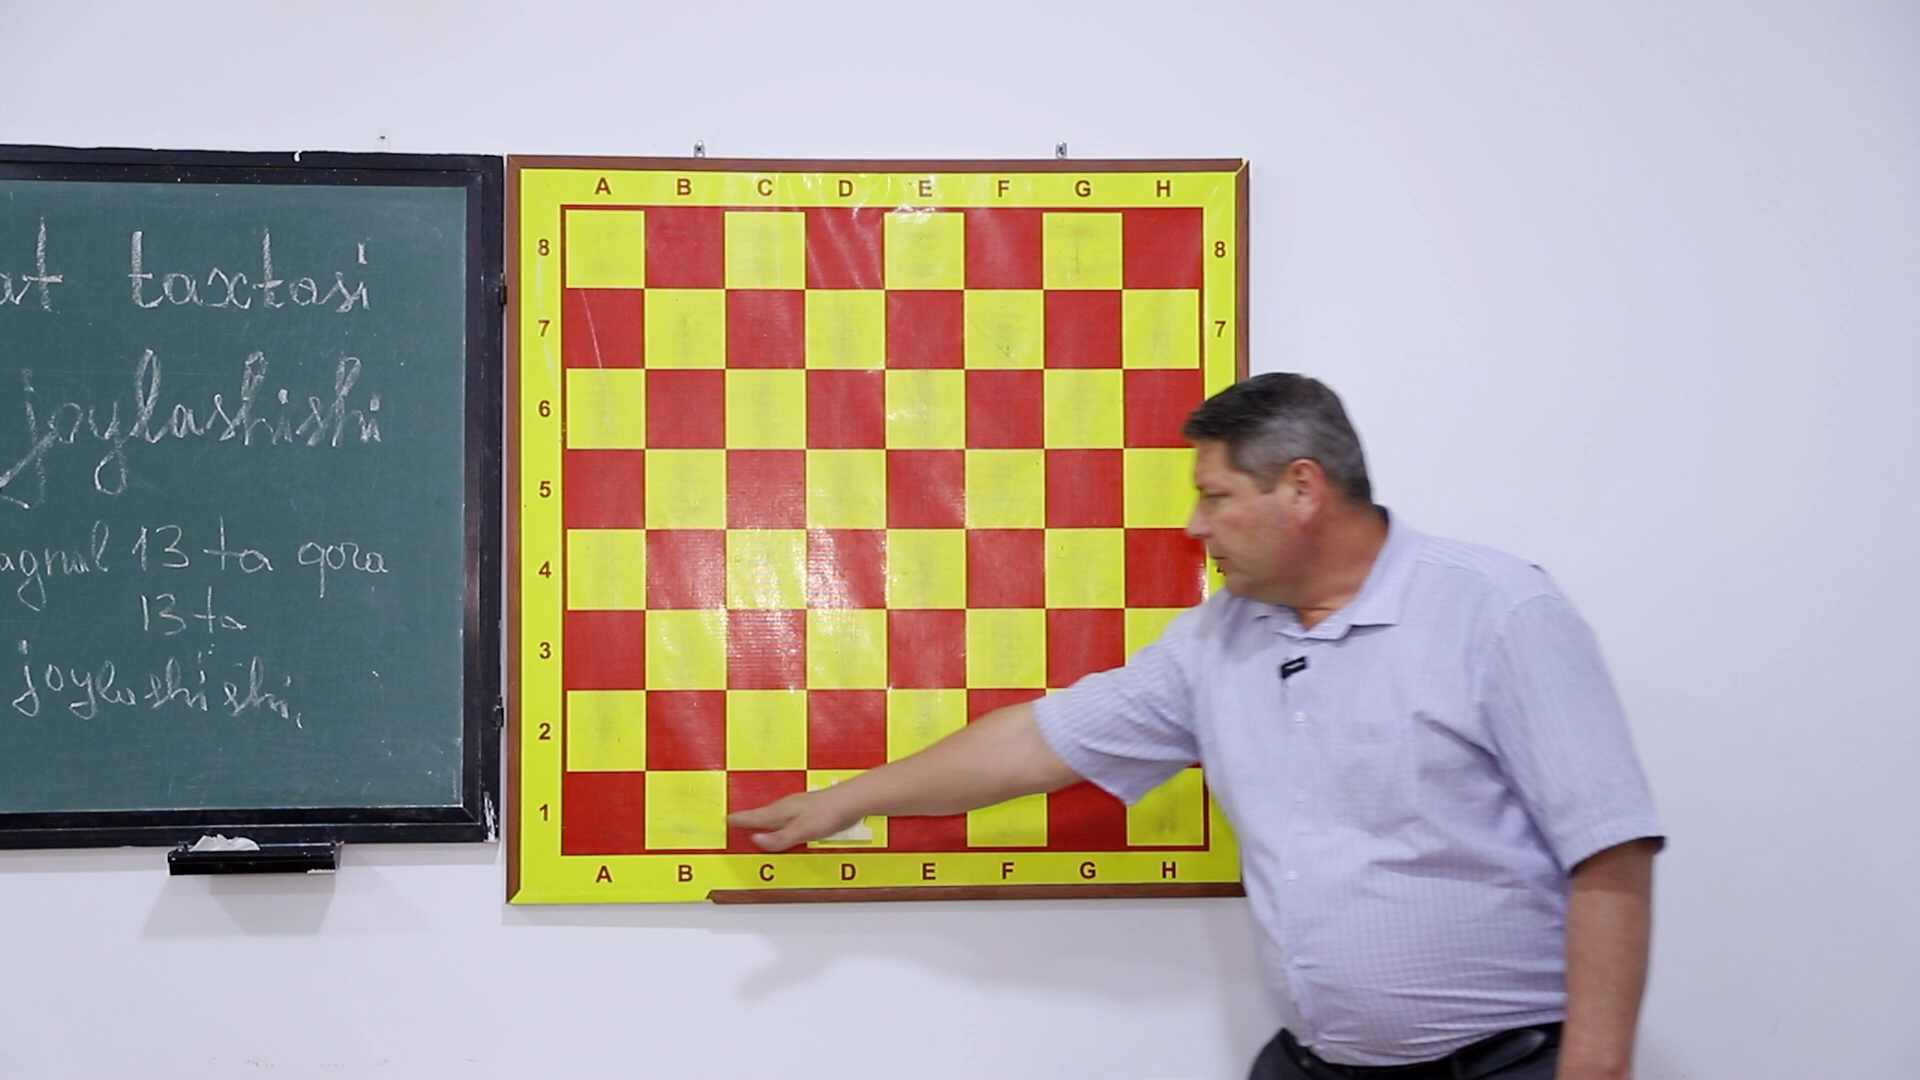 at taxtasi
joylashishi
agnal 13 ta qora
13 ta
joylashishi.
A B C D E F G H
8 8
7 7
6
5
4
3
2
1
A B C D E F G H